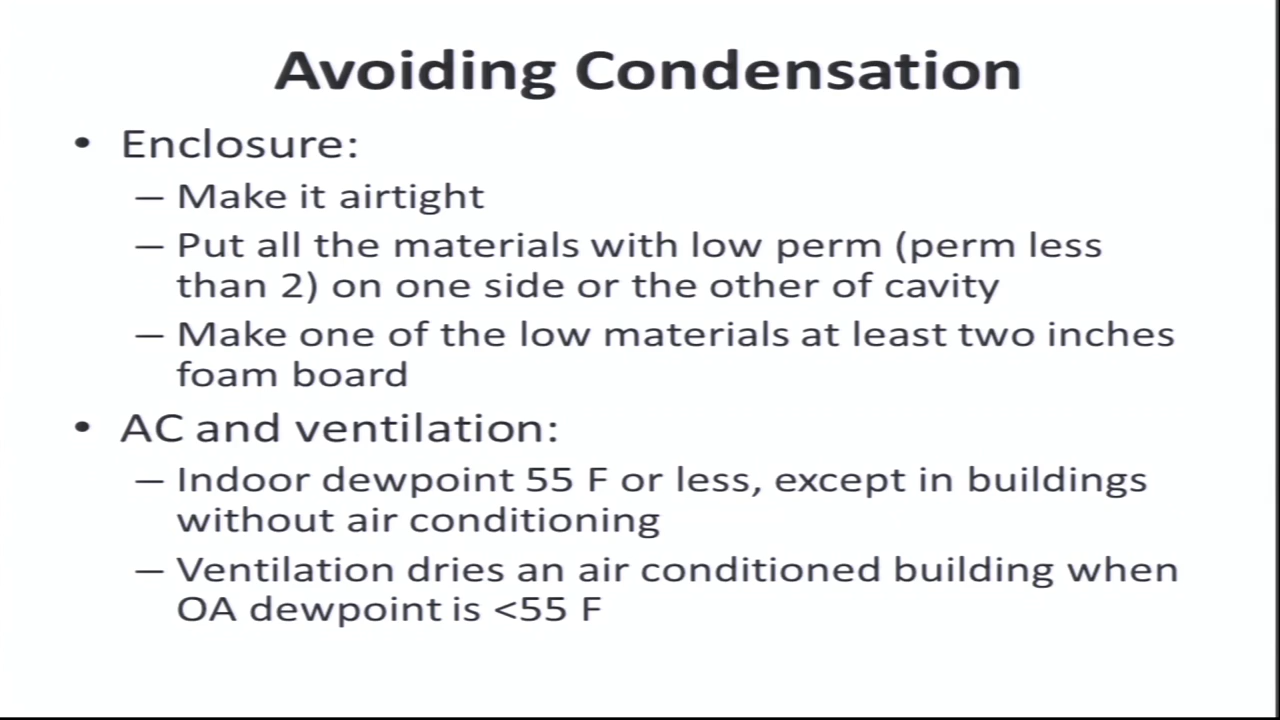 Avoiding Condensation
• Enclosure:
– Make it airtight
– Put all the materials with low perm (perm less
than 2) on one side or the other of cavity
– Make one of the low materials at least two inches
foam board
• AC and ventilation:
– Indoor dewpoint 55 F or less, except in buildings
without air conditioning
– Ventilation dries an air conditioned building when
OA dewpoint is <55 F